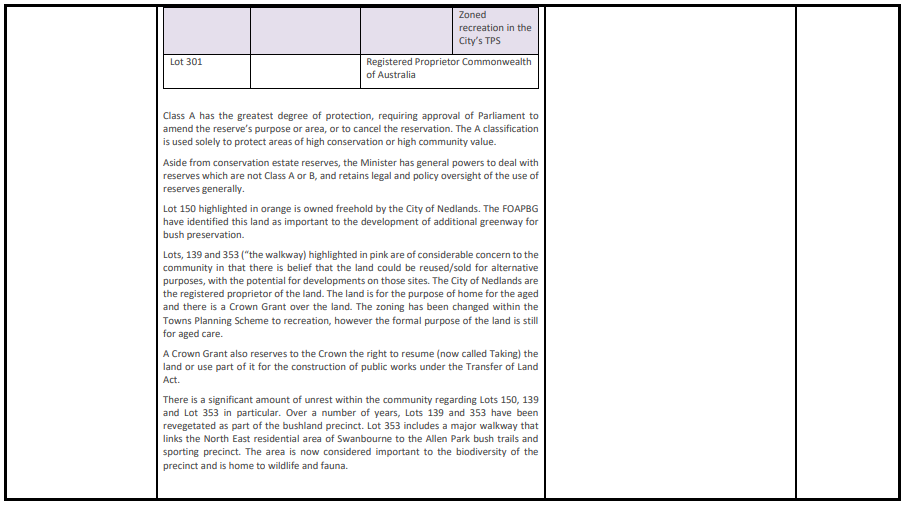 Zoned
recreation in the
City's TPS
Lot 301
Registered Proprietor Commonwealth
of Australia
Class A has the greatest degree of protection, requiring approval of Parliament to
amend the reserve's purpose or area, or to cancel the reservation. The A classification
is used solely to protect areas of high conservation or high community value.
Aside from conservation estate reserves, the Minister has general powers to deal with
reserves which are not Class A or B, and retains legal and policy oversight of the use of
reserves generally.
Lot 150 highlighted in orange is owned freehold by the City of Nedlands. The FOAPBG
have identified this land as important to the development of additional greenway for
bush preservation.
Lots, 139 and 353 ("the walkway) highlighted in pink are of considerable concern to the
community in that there is belief that the land could be reused/sold for alternative
purposes, with the potential for developments on those sites. The City of Nedlands are
the registered proprietor of the land. The land is for the purpose of home for the aged
and there is a Crown Grant over the land. The zoning has been changed within the
Towns Planning Scheme to recreation, however the formal purpose of the land is still
for aged care.
A Crown Grant also reserves to the Crown the right to resume (now called Taking) the
land or use part of it for the construction of public works under the Transfer of Land
Act.
There is a significant amount of unrest within the community regarding Lots 150, 139
and Lot 353 in particular. Over a number of years, Lots 139 and 353 have been
revegetated as part of the bushland precinct. Lot 353 includes a major walkway that
links the North East residential area of Swanbourne to the Allen Park bush trails and
sporting precinct. The area is now considered important to the biodiversity of the
precinct and is home to wildlife and fauna.